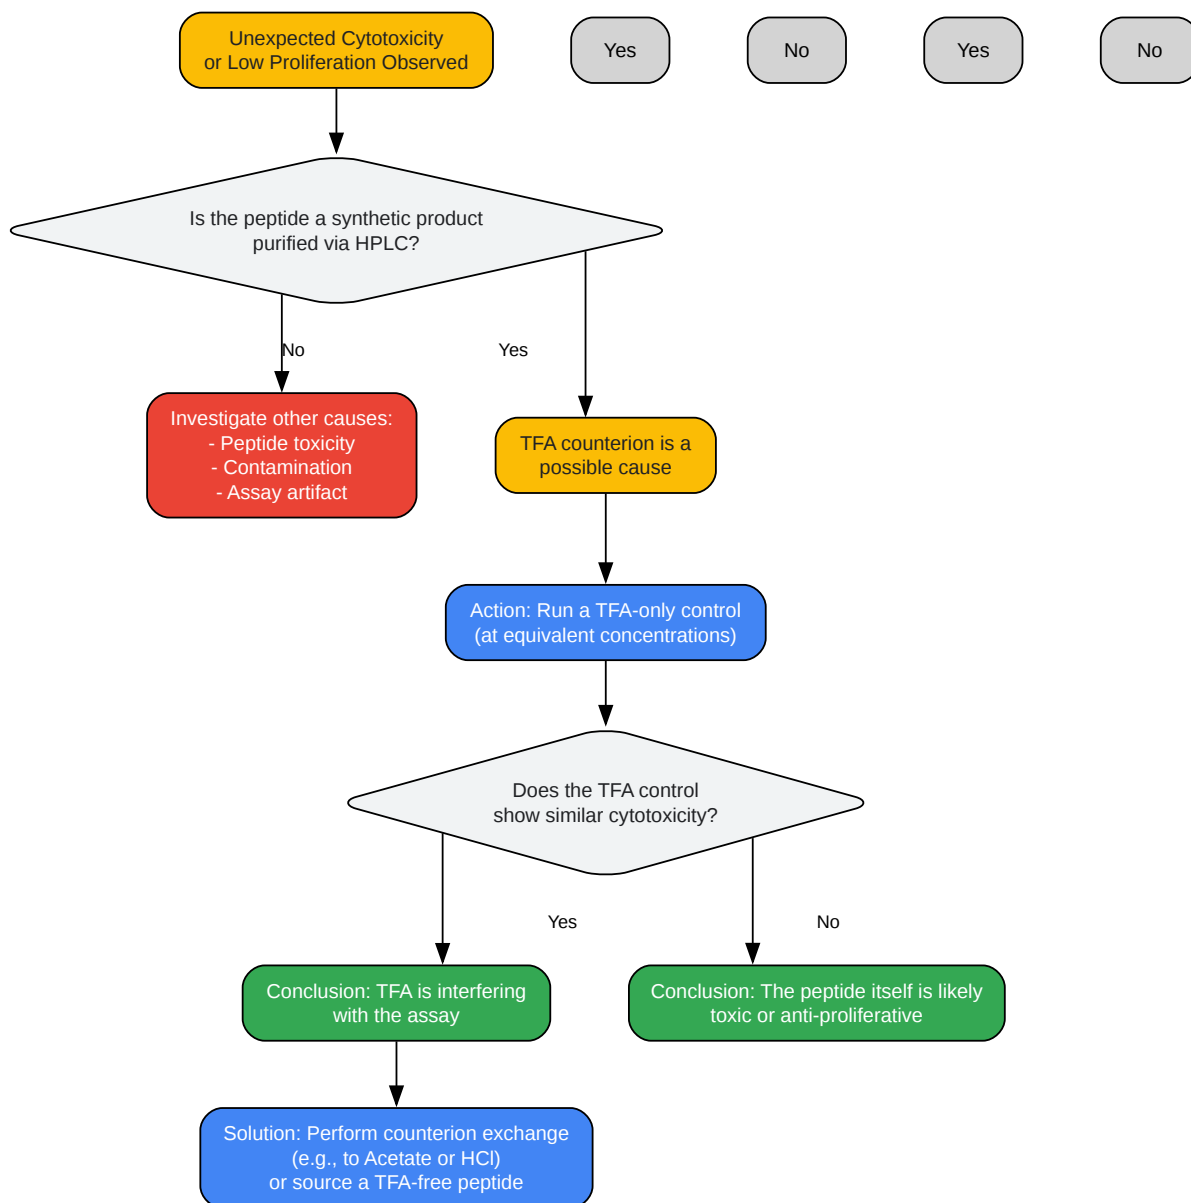 Unexpected Cytotoxicity
or Low Proliferation Observed
Yes
No
Yes
No
Is the peptide a synthetic product
purified via HPLC?
No
Yes
Investigate other causes:
- Peptide toxicity
- Contamination
- Assay artifact
TFA counterion is a
possible cause
Action: Run a TFA-only control
(at equivalent concentrations)
Does the TFA control
show similar cytotoxicity?
Yes
No
Conclusion: TFA is interfering
with the assay
Conclusion: The peptide itself is likely
toxic or anti-proliferative
Solution: Perform counterion exchange
(e.g., to Acetate or HCl)
or source a TFA-free peptide